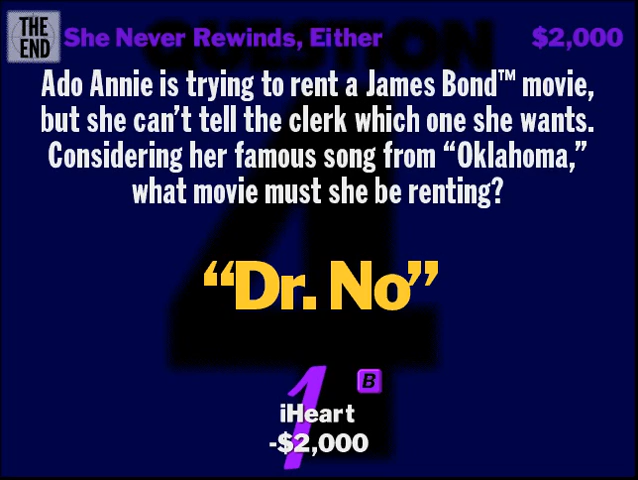 THE
END
She Never Rewinds, Either
$2,000
QUESTION
4
Ado Annie is trying to rent a James Bond™ movie,
but she can't tell the clerk which one she wants.
Considering her famous song from “Oklahoma,”
what movie must she be renting?
“Dr. No”
1
B
iHeart
-$2,000